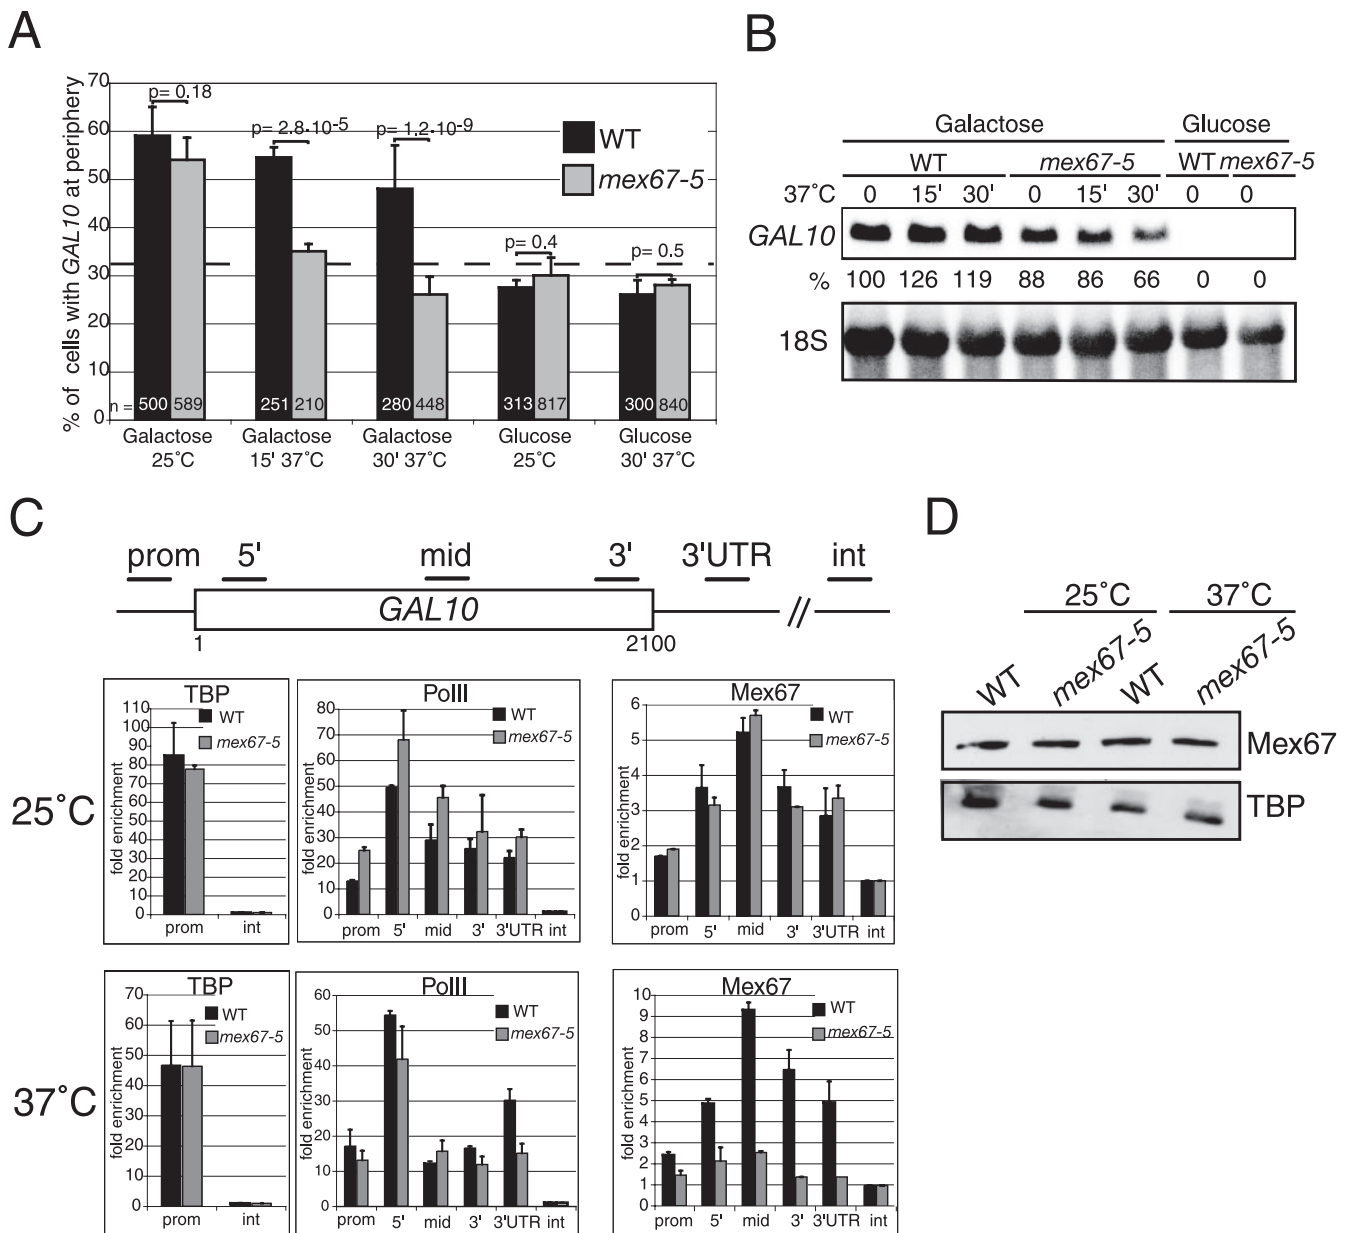 A
% of cells with GAL10 at periphery
70
60
50
40
30
20
10
0
p= 0.18
p= 2.8·10-5
p= 1.2·10-9
p= 0.4
p= 0.5
WT
mex67-5
n = 500 589 251 210 280 448 313 817 300 840
Galactose Galactose Galactose Glucose Glucose
25˚C 15' 37˚C 30' 37˚C 25˚C 30' 37˚C
B
Galactose Glucose
WT mex67-5 WT mex67-5
37˚C 0 15' 30' 0 15' 30' 0 0
GAL10
% 100 126 119 88 86 66 0 0
18S
C
prom 5' mid 3' 3'UTR int
GAL10
1 2100
25˚C
TBP
WT
mex67-5
fold enrichment
110
100
90
80
70
60
50
40
30
20
10
0
prom int
PolII
WT
mex67-5
fold enrichment
80
70
60
50
40
30
20
10
0
prom 5' mid 3' 3'UTR int
Mex67
WT
mex67-5
fold enrichment
6
5
4
3
2
1
0
prom 5' mid 3' 3'UTR int
37˚C
TBP
WT
mex67-5
fold enrichment
70
60
50
40
30
20
10
0
prom int
PolII
WT
mex67-5
fold enrichment
60
50
40
30
20
10
0
prom 5' mid 3' 3'UTR int
Mex67
WT
mex67-5
fold enrichment
10
9
8
7
6
5
4
3
2
1
0
prom 5' mid 3' 3'UTR int
D
25˚C 37˚C
WT mex67-5 WT mex67-5
Mex67
TBP